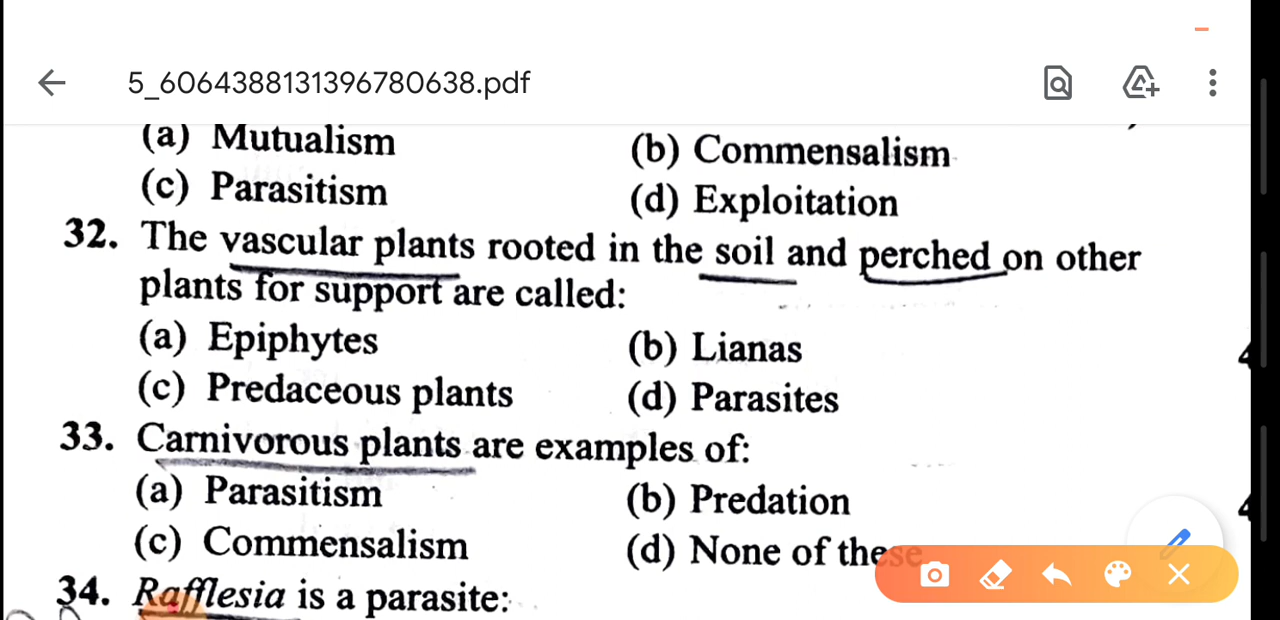 5_6064388131396780638.pdf
(a) Mutualism (b) Commensalism
(c) Parasitism (d) Exploitation
32. The vascular plants rooted in the soil and perched on other
plants for support are called:
(a) Epiphytes (b) Lianas
(c) Predaceous plants (d) Parasites
33. Carnivorous plants are examples of:
(a) Parasitism (b) Predation
(c) Commensalism (d) None of these
34. Rafflesia is a parasite: